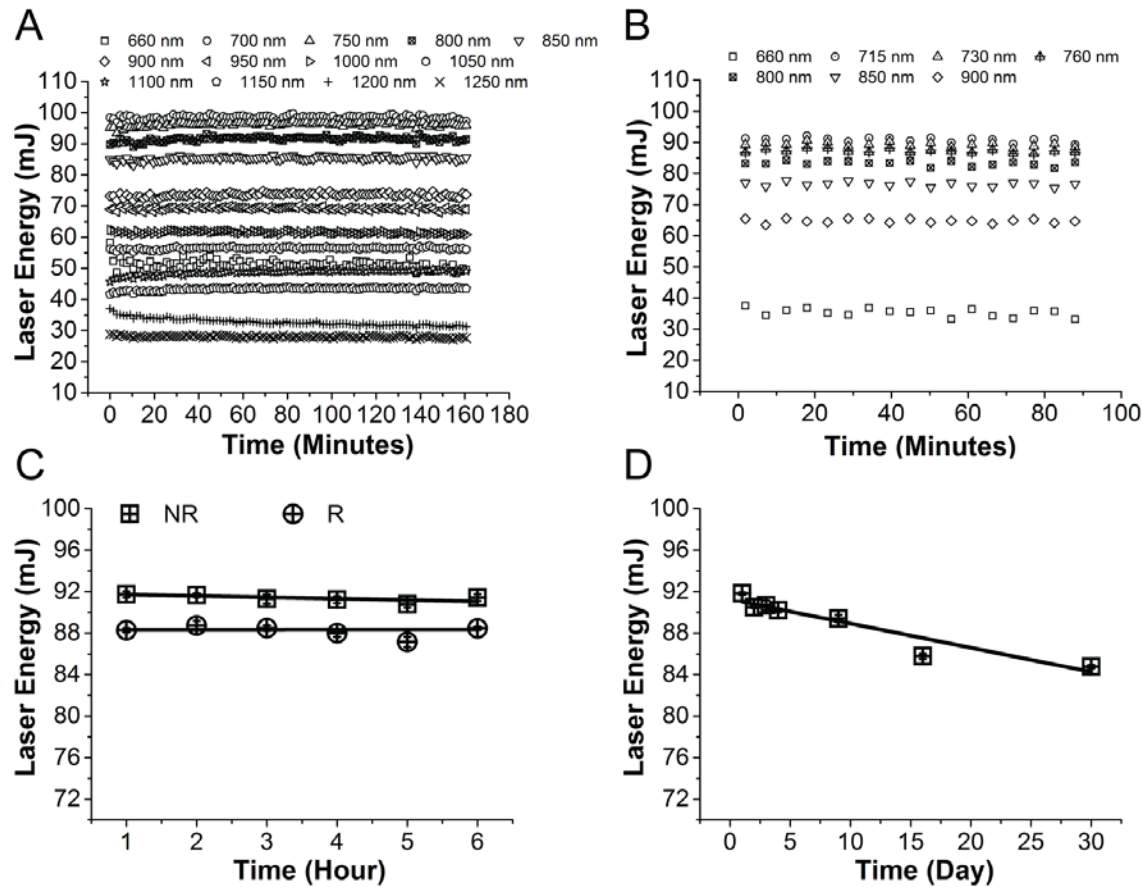 A
660 nm 700 nm 750 nm 800 nm 850 nm
900 nm 950 nm 1000 nm 1050 nm
1100 nm 1150 nm 1200 nm 1250 nm
110
100
90
80
70
60
50
40
30
20
10
Laser Energy (mJ)
0 20 40 60 80 100 120 140 160 180
Time (Minutes)
B
660 nm 715 nm 730 nm 760 nm
800 nm 850 nm 900 nm
110
100
90
80
70
60
50
40
30
20
10
Laser Energy (mJ)
0 20 40 60 80 100
Time (Minutes)
C
NR R
100
96
92
88
84
80
76
72
Laser Energy (mJ)
1 2 3 4 5 6
Time (Hour)
D
100
96
92
88
84
80
76
72
Laser Energy (mJ)
0 5 10 15 20 25 30
Time (Day)